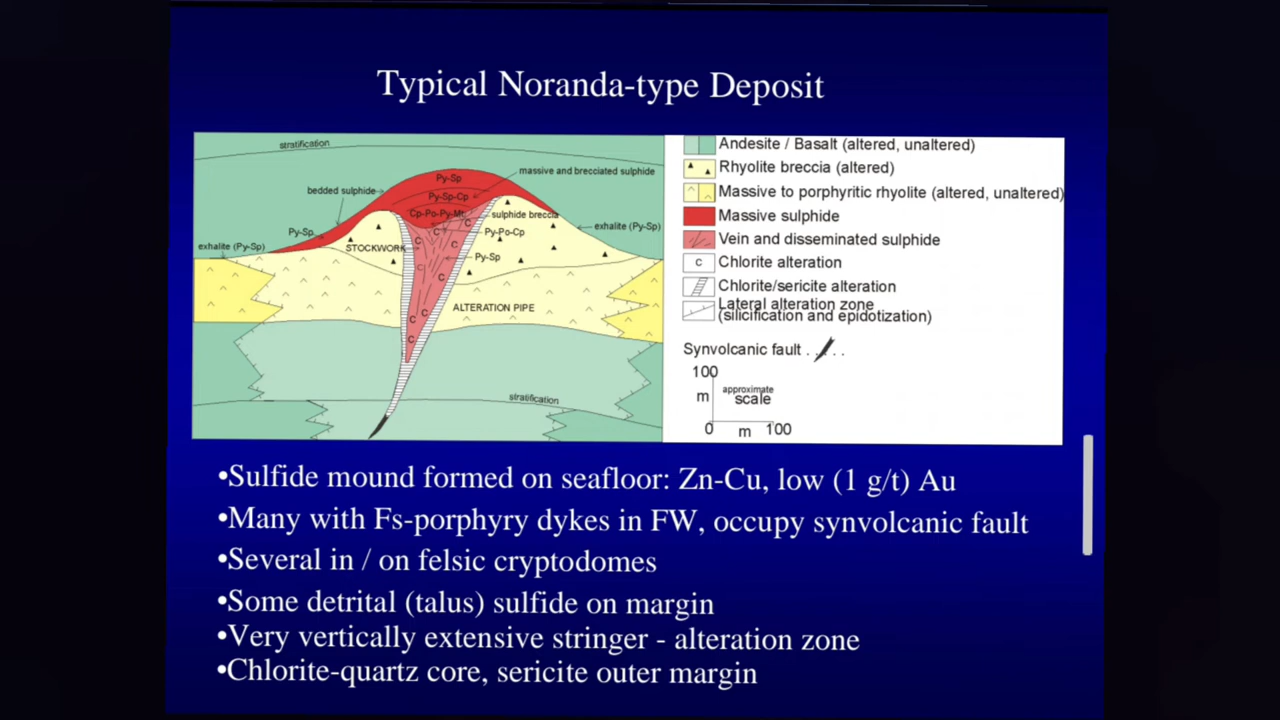 Typical Noranda-type Deposit
stratification
Py-Sp
massive and brecciated sulphide
bedded sulphide
Py-Sp-Cp
Cp-Po-Py-Mt
sulphide breccia
Py-Sp
exhalite (Py-Sp)
Py-Po-Cp
exhalite (Py-Sp)
STOCKWORK
Py-Sp
C
C
C
C
C
C
ALTERATION PIPE
C
C
C
stratification
Andesite / Basalt (altered, unaltered)
Rhyolite breccia (altered)
Massive to porphyritic rhyolite (altered, unaltered)
Massive sulphide
Vein and disseminated sulphide
C Chlorite alteration
Chlorite/sericite alteration
Lateral alteration zone
(silicification and epidotization)
Synvolcanic fault . . . .
100
m
approximate
scale
0 m 100
•Sulfide mound formed on seafloor: Zn-Cu, low (1 g/t) Au
•Many with Fs-porphyry dykes in FW, occupy synvolcanic fault
•Several in / on felsic cryptodomes
•Some detrital (talus) sulfide on margin
•Very vertically extensive stringer - alteration zone
•Chlorite-quartz core, sericite outer margin